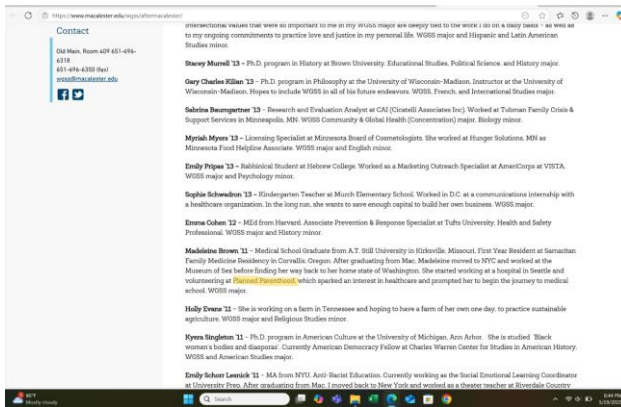 https://www.macalester.edu/wgss/aftermacalester/
Contact
Old Main, Room 409 651-696-
6318
651-696-6350 (fax)
wgss@macalester.edu
intersectional values that were so important to me in my WGSS major are deeply tied to the work I do on a daily basis – as well as
to my ongoing commitments to practice love and justice in my personal life. WGSS major and Hispanic and Latin American
Studies minor.
Stacey Murrell '13 – Ph.D. program in History at Brown University. Educational Studies, Political Science, and History major.
Gary Charles Kilian '13 – Ph.D. program in Philosophy at the University of Wisconsin-Madison. Instructor at the University of
Wisconsin-Madison. Hopes to include WGSS in all of his future endeavors. WGSS, French, and International Studies major.
Sabrina Baumgartner '13 – Research and Evaluation Analyst at CAI (Cicatelli Associates Inc). Worked at Tubman Family Crisis &
Support Services in Minneapolis, MN. WGSS Community & Global Health (Concentration) major, Biology minor.
Myriah Myers '13 – Licensing Specialist at Minnesota Board of Cosmetologists. She worked at Hunger Solutions, MN as
Minnesota Food Helpline Associate. WGSS major and English minor.
Emily Pripas '13 – Rabbinical Student at Hebrew College. Worked as a Marketing Outreach Specialist at AmeriCorps at VISTA.
WGSS major and Psychology minor.
Sophie Schwadron '13 – Kindergarten Teacher at Murch Elementary School. Worked in D.C. at a communications internship with
a healthcare organization. In the long run, she wants to save enough capital to build her own business. WGSS major.
Emma Cohen '12 – MEd from Harvard. Associate Prevention & Response Specialist at Tufts University. Health and Safety
Professional. WGSS major and History minor.
Madeleine Brown '11 – Medical School Graduate from A.T. Still University in Kirksville, Missouri. First Year Resident at Samaritan
Family Medicine Residency in Corvallis, Oregon. After graduating from Mac, Madeleine moved to NYC and worked at the
Museum of Sex before finding her way back to her home state of Washington. She started working at a hospital in Seattle and
volunteering at Planned Parenthood, which sparked an interest in healthcare and prompted her to begin the journey to medical
school. WGSS major.
Holly Evans '11 – She is working on a farm in Tennessee and hoping to have a farm of her own one day, to practice sustainable
agriculture. WGSS major and Religious Studies minor.
Kyera Singleton '11 – Ph.D. program in American Culture at the University of Michigan, Ann Arbor. She is studied "Black
women's bodies and diasporas". Currently American Democracy Fellow at Charles Warren Center for Studies in American History.
WGSS and American Studies major.
Emily Schorr Lesnick '11 – MA from NYU. Anti-Racist Education. Currently working as the Social Emotional Learning Coordinator
at University Prep. After graduating from Mac, I moved back to New York and worked as a theater teacher at Riverdale Country
Mostly cloudy
Search